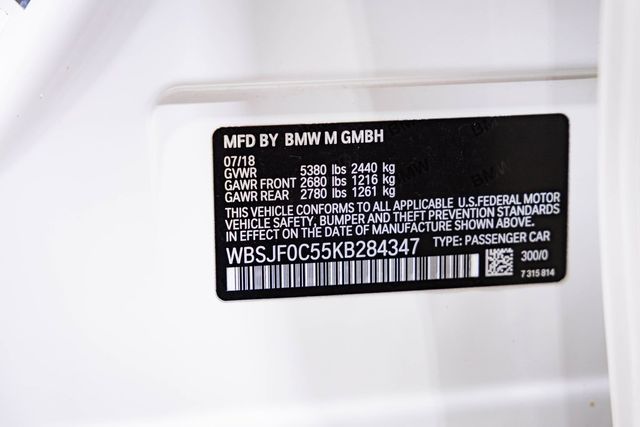 MFD BY BMW M GMBH
07/18
GVWR 5380 lbs 2440 kg
GAWR FRONT 2680 lbs 1216 kg
GAWR REAR 2780 lbs 1261 kg
THIS VEHICLE CONFORMS TO ALL APPLICABLE U.S.FEDERAL MOTOR
VEHICLE SAFETY, BUMPER AND THEFT PREVENTION STANDARDS
IN EFFECT ON THE DATE OF MANUFACTURE SHOWN ABOVE.
WBSJF0C55KB284347 TYPE: PASSENGER CAR
300/0
7 315 814